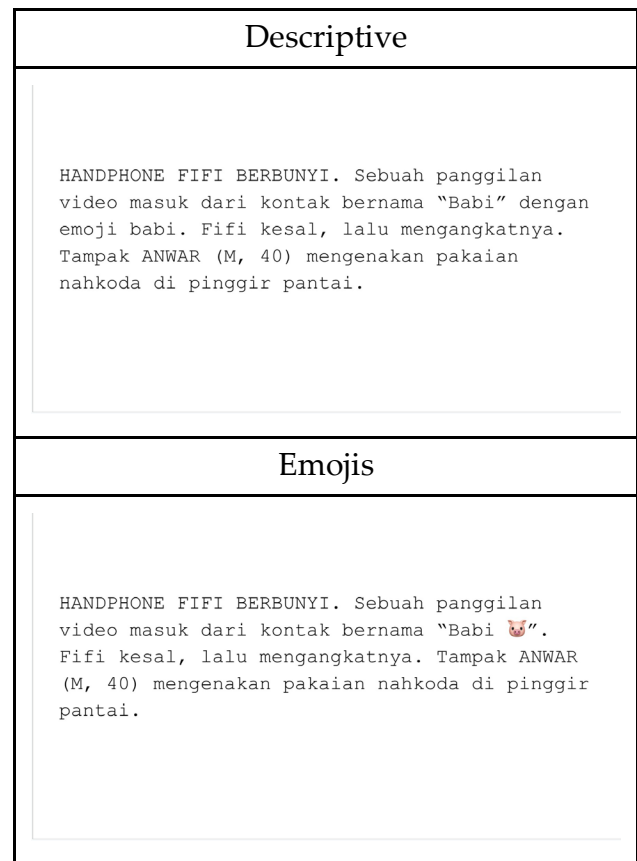 Descriptive
HANDPHONE FIFI BERBUNYI. Sebuah panggilan
video masuk dari kontak bernama “Babi” dengan
emoji babi. Fifi kesal, lalu mengangkatnya.
Tampak ANWAR (M, 40) mengenakan pakaian
nahkoda di pinggir pantai.
Emojis
HANDPHONE FIFI BERBUNYI. Sebuah panggilan
video masuk dari kontak bernama “Babi 🐷”.
Fifi kesal, lalu mengangkatnya. Tampak ANWAR
(M, 40) mengenakan pakaian nahkoda di pinggir
pantai.